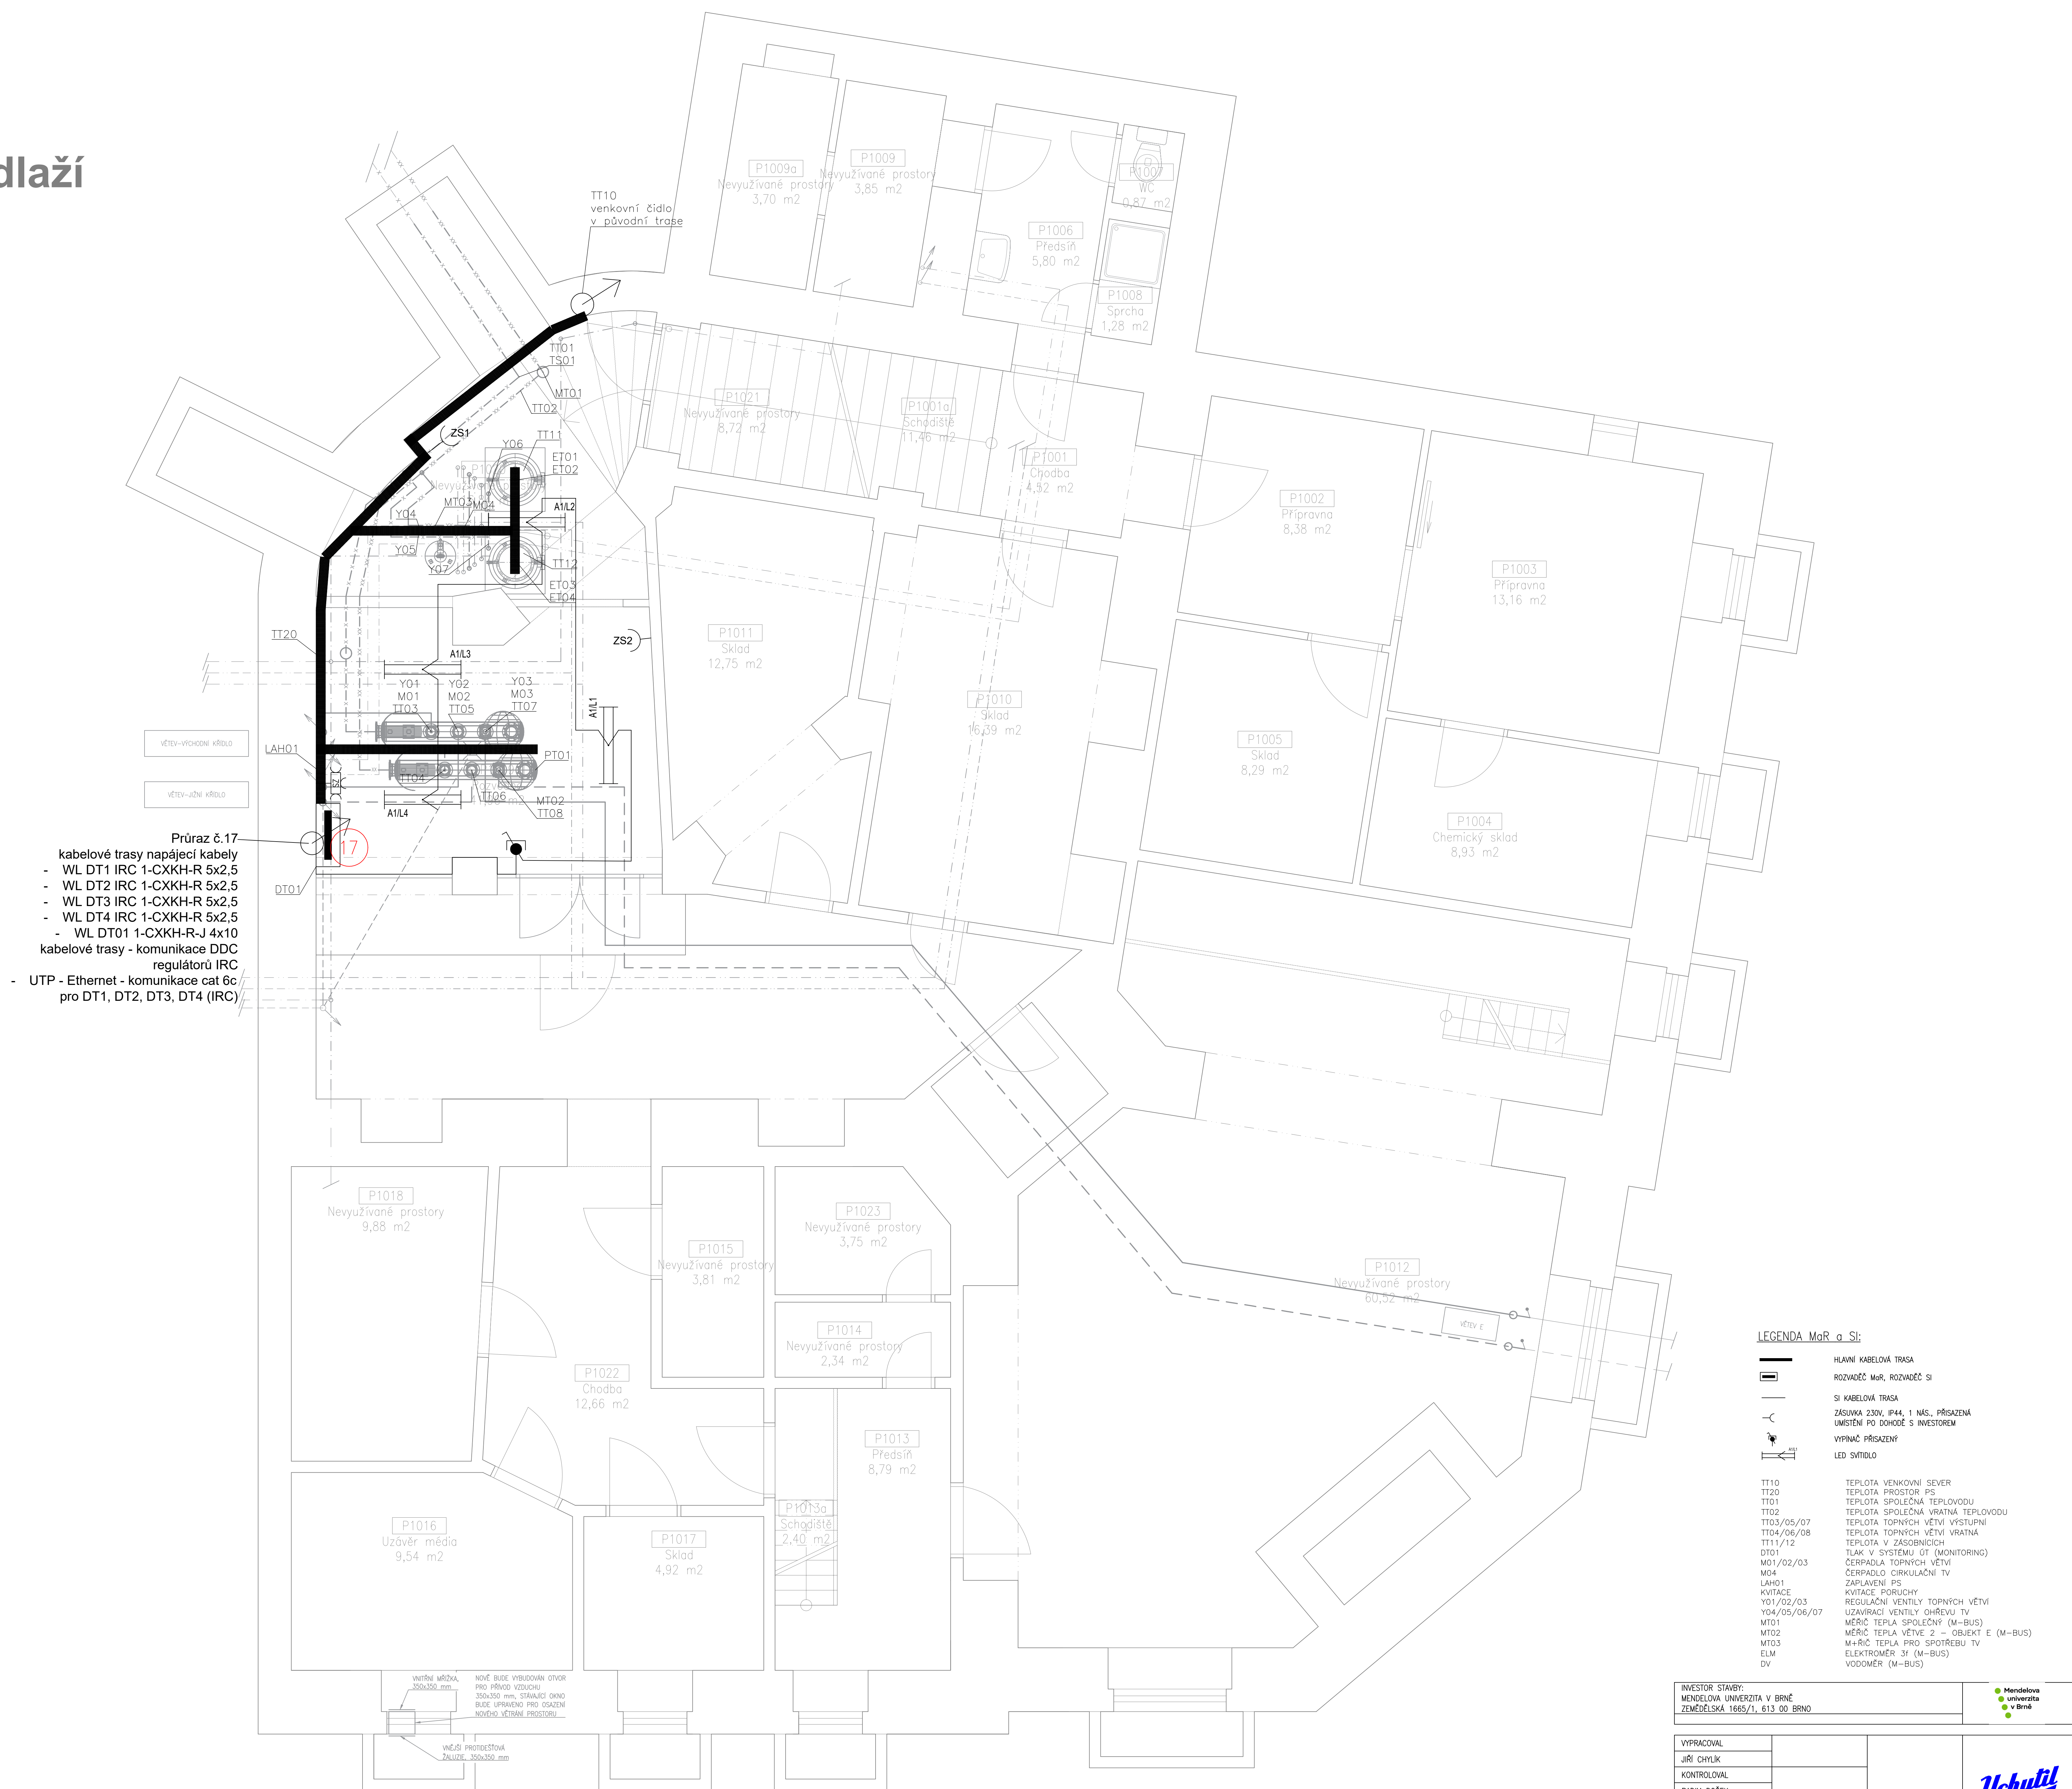 dlaží
TT10
venkovní čidlo
v původní trase
P1009a
Nevyužívané prostory
3,70 m2
P1009
Nevyužívané prostory
3,85 m2
P1007
WC
0,87 m2
P1006
Předsíň
5,80 m2
P1008
Sprcha
1,28 m2
TT01
TS01
MT01
TT02
ZS1
P1021
Nevyužívané prostory
8,72 m2
P1001a
Schodiště
11,46 m2
P1001
Chodba
4,52 m2
Y06
TT11
ET01
ET02
MT03
M04
A1/L2
Y04
Y05
Y07
TT12
ET03
ET04
P1002
Přípravna
8,38 m2
P1003
Přípravna
13,16 m2
TT20
ZS2
P1011
Sklad
12,75 m2
A1/L3
Y01
M01
TT03
Y02
M02
TT05
Y03
M03
TT07
A1/L1
P1010
Sklad
16,39 m2
P1005
Sklad
8,29 m2
P1004
Chemický sklad
8,93 m2
VĚTEV-VÝCHODNÍ KŘÍDLO
LAH01
PT01
TT04
TT06
MT02
TT08
VĚTEV-JIŽNÍ KŘÍDLO
A1/L4
17
Průraz č.17
kabelové trasy napájecí kabely
- WL DT1 IRC 1-CXKH-R 5x2,5
- WL DT2 IRC 1-CXKH-R 5x2,5
- WL DT3 IRC 1-CXKH-R 5x2,5
- WL DT4 IRC 1-CXKH-R 5x2,5
- WL DT01 1-CXKH-R-J 4x10
kabelové trasy - komunikace DDC
regulátorů IRC
- UTP - Ethernet - komunikace cat 6c
pro DT1, DT2, DT3, DT4 (IRC)
DT01
P1018
Nevyužívané prostory
9,88 m2
P1015
Nevyužívané prostory
3,81 m2
P1023
Nevyužívané prostory
3,75 m2
P1012
Nevyužívané prostory
60,52 m2
VĚTEV E
P1014
Nevyužívané prostory
2,34 m2
P1022
Chodba
12,66 m2
P1013
Předsíň
8,79 m2
P1013a
Schodiště
2,40 m2
P1016
Uzávěr média
9,54 m2
P1017
Sklad
4,92 m2
VNITŘNÍ MŘÍŽKA,
350x350 mm
NOVĚ BUDE VYBUDOVÁN OTVOR
PRO PŘÍVOD VZDUCHU
350x350 mm, STÁVAJÍCÍ OKNO
BUDE UPRAVENO PRO OSAZENÍ
NOVÉHO VĚTRÁNÍ PROSTORU
VNĚJŠÍ PROTIDEŠŤOVÁ
ŽALUZIE, 350x350 mm
LEGENDA MaR a SI:
HLAVNÍ KABELOVÁ TRASA
ROZVADĚČ MaR, ROZVADĚČ SI
SI KABELOVÁ TRASA
ZÁSUVKA 230V, IP44, 1 NÁS., PŘISAZENÁ
UMÍSTĚNÍ PO DOHODĚ S INVESTOREM
VYPÍNAČ PŘISAZENÝ
LED SVÍTIDLO
TT10 TEPLOTA VENKOVNÍ SEVER
TT20 TEPLOTA PROSTOR PS
TT01 TEPLOTA SPOLEČNÁ TEPLOVODU
TT02 TEPLOTA SPOLEČNÁ VRATNÁ TEPLOVODU
TT03/05/07 TEPLOTA TOPNÝCH VĚTVÍ VÝSTUPNÍ
TT04/06/08 TEPLOTA TOPNÝCH VĚTVÍ VRATNÁ
TT11/12 TEPLOTA V ZÁSOBNÍCÍCH
DT01 TLAK V SYSTÉMU ÚT (MONITORING)
M01/02/03 ČERPADLA TOPNÝCH VĚTVÍ
M04 ČERPADLO CIRKULAČNÍ TV
LAH01 ZAPLAVENÍ PS
KVITACE KVITACE PORUCHY
Y01/02/03 REGULAČNÍ VENTILY TOPNÝCH VĚTVÍ
Y04/05/06/07 UZAVÍRACÍ VENTILY OHŘEVU TV
MT01 MĚŘIČ TEPLA SPOLEČNÝ (M-BUS)
MT02 MĚŘIČ TEPLA VĚTVE 2 - OBJEKT E (M-BUS)
MT03 M+ŘIČ TEPLA PRO SPOTŘEBU TV
ELM ELEKTROMĚR 3f (M-BUS)
DV VODOMĚR (M-BUS)
INVESTOR STAVBY:
MENDELOVA UNIVERZITA V BRNĚ
ZEMĚDĚLSKÁ 1665/1, 613 00 BRNO
Mendelova
univerzita
v Brně
VYPRACOVAL
JIŘÍ CHYLÍK
KONTROLOVAL
Uchytil